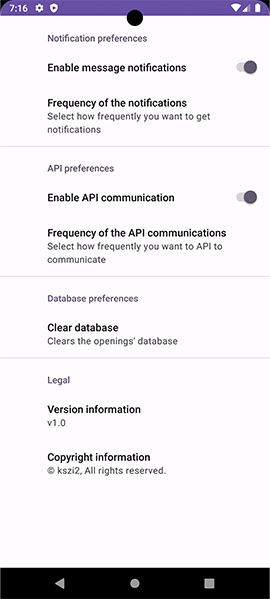 7:16
Notification preferences
Enable message notifications
Frequency of the notifications
Select how frequently you want to get
notifications
API preferences
Enable API communication
Frequency of the API communications
Select how frequently you want to API to
communicate
Database preferences
Clear database
Clears the openings' database
Legal
Version information
v1.0
Copyright information
© kszi2, All rights reserved.